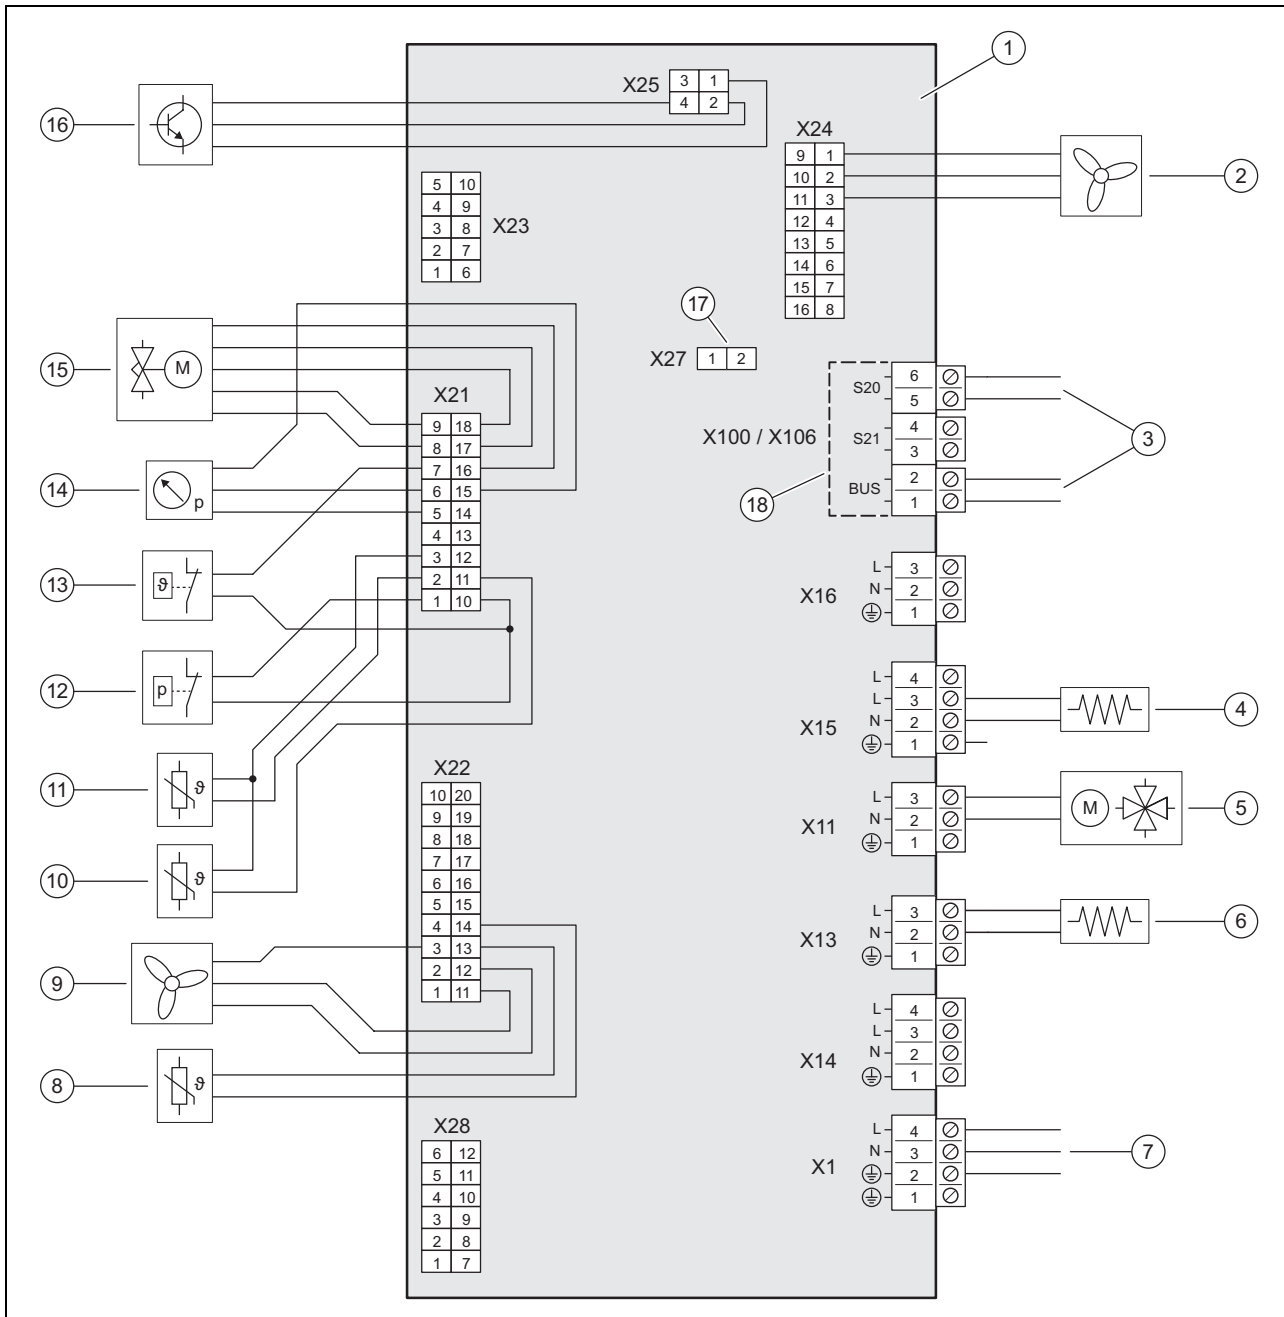 1
X25
3 1
4 2
16
X24
9 1
10 2
11 3
12 4
13 5
14 6
15 7
16 8
2
5 10
4 9
3 8
2 7
1 6
X23
17
X27
1 2
15
M
X21
9 18
8 17
7 16
6 15
5 14
4 13
3 12
2 11
1 10
X100 / X106
S20
6
5
S21
4
3
BUS
2
1
3
18
14
p
13
ϑ
X16
L 3
N 2
1
12
p
X15
L 4
L 3
N 2
1
4
11
ϑ
X22
10 20
9 19
8 18
7 17
6 16
5 15
4 14
3 13
2 12
1 11
X11
L 3
N 2
1
M
5
10
ϑ
X13
L 3
N 2
1
6
9
X14
L 4
L 3
N 2
1
8
ϑ
X28
6 12
5 11
4 10
3 9
2 8
1 7
X1
L 4
N 3
2
1
7